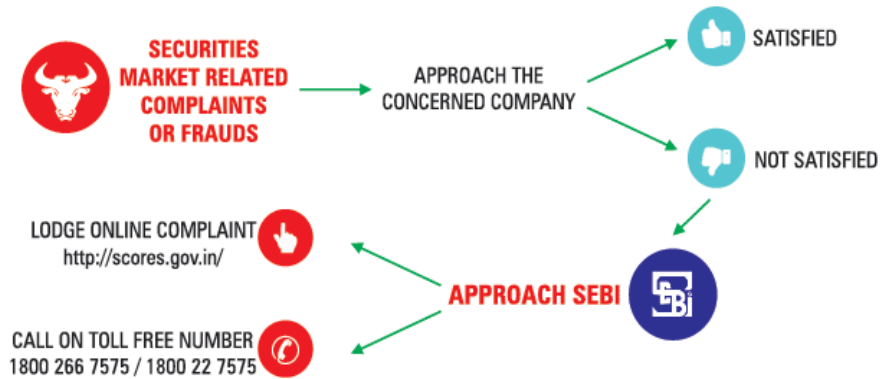 SECURITIES
MARKET RELATED
COMPLAINTS
OR FRAUDS
APPROACH THE
CONCERNED COMPANY
SATISFIED
NOT SATISFIED
APPROACH SEBI
SEBi
LODGE ONLINE COMPLAINT
http://scores.gov.in/
CALL ON TOLL FREE NUMBER
1800 266 7575 / 1800 22 7575